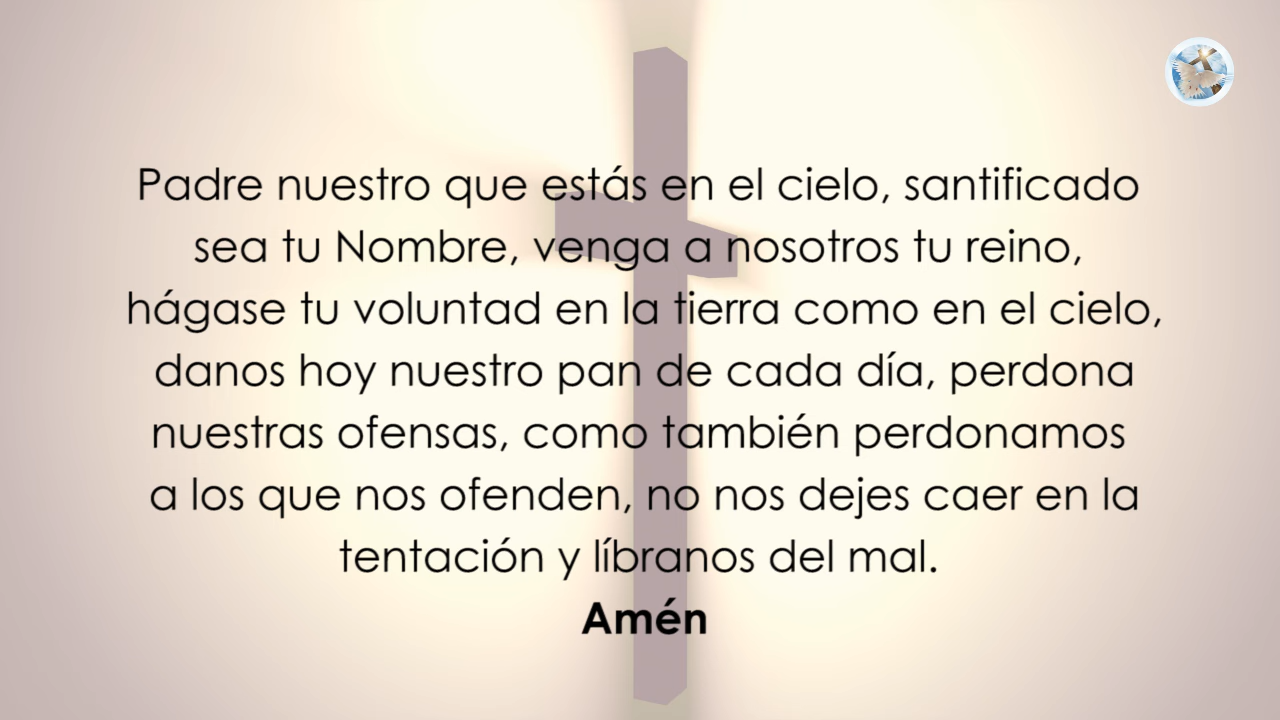 Padre nuestro que estás en el cielo, santificado
sea tu Nombre, venga a nosotros tu reino,
hágase tu voluntad en la tierra como en el cielo,
danos hoy nuestro pan de cada día, perdona
nuestras ofensas, como también perdonamos
a los que nos ofenden, no nos dejes caer en la
tentación y líbranos del mal.
Amén